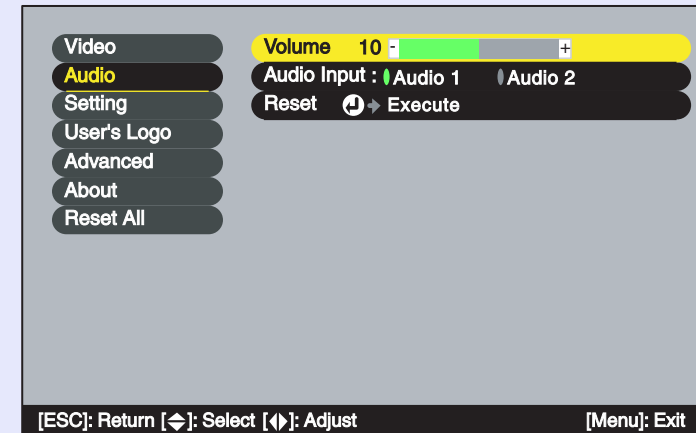 Video
Audio
Setting
User's Logo
Advanced
About
Reset All
Volume 10 - +
Audio Input : Audio 1 Audio 2
Reset Execute
[ESC]: Return [ ]: Select [ ]: Adjust [Menu]: Exit